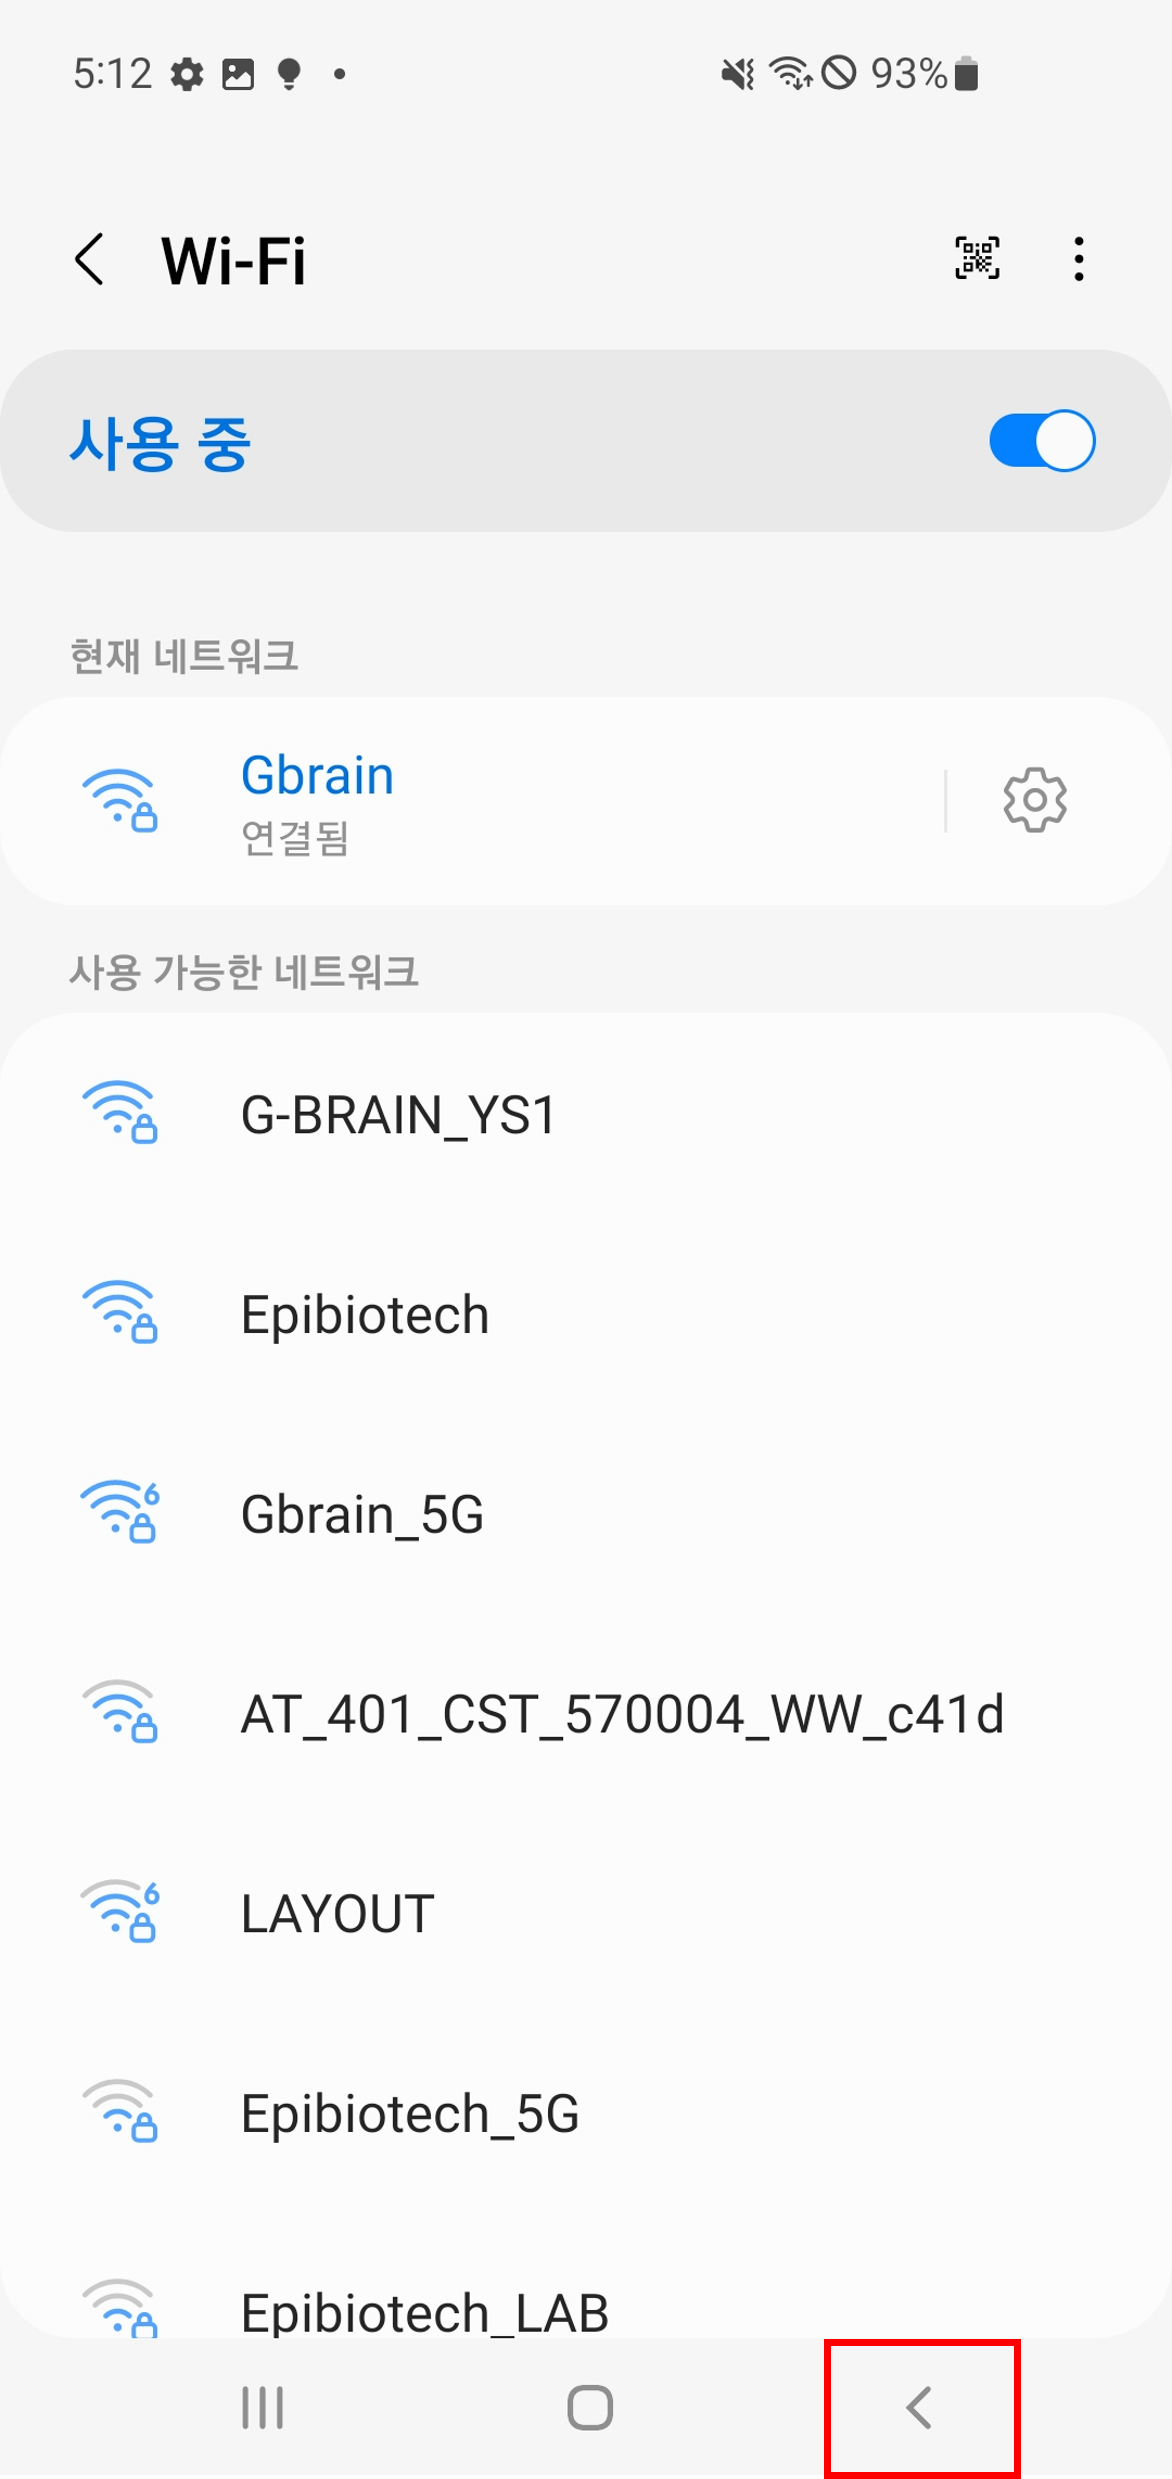 5:12 93%
Wi-Fi
사용 중
현재 네트워크
Gbrain
연결됨
사용 가능한 네트워크
G-BRAIN_YS1
Epibiotech
Gbrain_5G
AT_401_CST_570004_WW_c41d
LAYOUT
Epibiotech_5G
Epibiotech_LAB